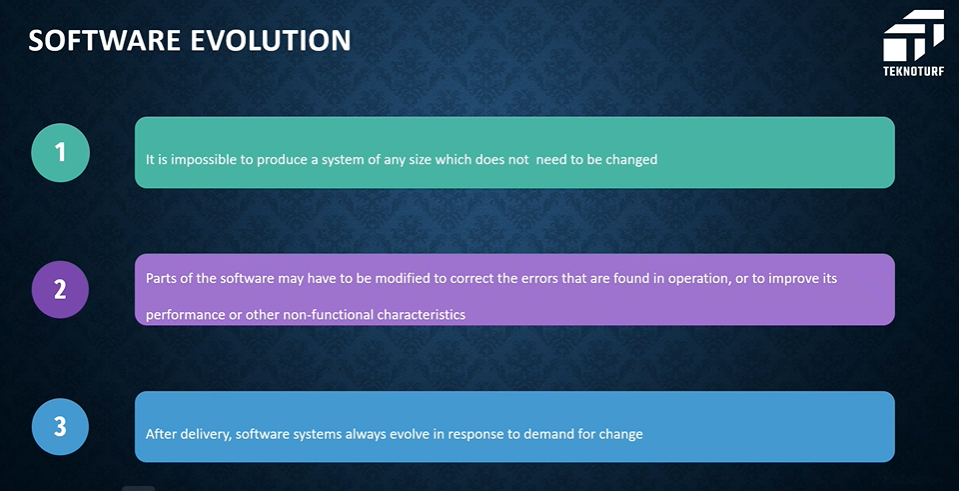 SOFTWARE EVOLUTION
TEKNOTURF
1
It is impossible to produce a system of any size which does not need to be changed
2
Parts of the software may have to be modified to correct the errors that are found in operation, or to improve its
performance or other non-functional characteristics
3
After delivery, software systems always evolve in response to demand for change